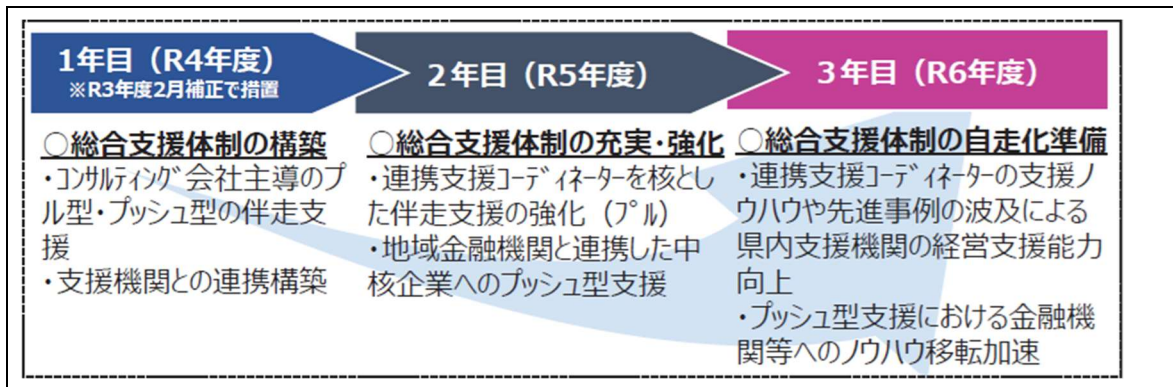 1年目（R4年度）
※R3年度2月補正で措置
○総合支援体制の構築
・ｺﾝｻﾙﾃｨﾝｸﾞ会社主導のプ
ル型・プッシュ型の伴走支
援
・支援機関との連携構築
２年目（R5年度）
○総合支援体制の充実・強化
・連携支援ｺｰﾃﾞｨﾈｰﾀｰを核とし
た伴走支援の強化（ﾌﾟﾙ）
・地域金融機関と連携した中
核企業へのプッシュ型支援
３年目（R6年度）
○総合支援体制の自走化準備
・連携支援ｺｰﾃﾞｨﾈｰﾀｰの支援ノ
ウハウや先進事例の波及による
県内支援機関の経営支援能力
向上
・プッシュ型支援における金融機
関等へのノウハウ移転加速